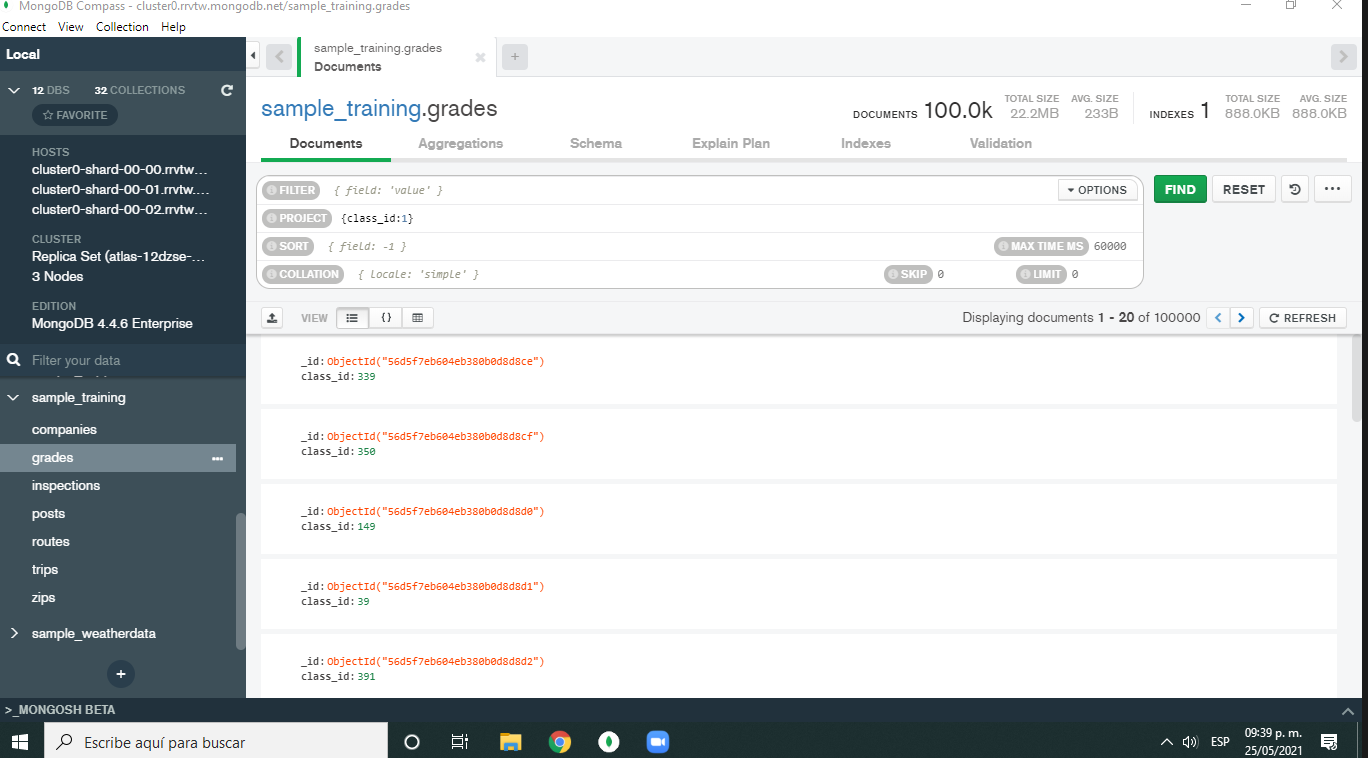 MongoDB Compass - cluster0.rrvtw.mongodb.net/sample_training.grades
Connect View Collection Help
Local
12 DBS 32 COLLECTIONS
FAVORITE
HOSTS
cluster0-shard-00-00.rrvtw...
cluster0-shard-00-01.rrvtw....
cluster0-shard-00-02.rrvtw...
CLUSTER
Replica Set (atlas-12dzse-...
3 Nodes
EDITION
MongoDB 4.4.6 Enterprise
Filter your data
sample_training
companies
grades
inspections
posts
routes
trips
zips
sample_weatherdata
+
sample_training.grades
Documents
+
sample_training.grades
DOCUMENTS 100.0k TOTAL SIZE 22.2MB AVG. SIZE 233B INDEXES 1 TOTAL SIZE 888.0KB AVG. SIZE 888.0KB
Documents Aggregations Schema Explain Plan Indexes Validation
FILTER { field: 'value' } OPTIONS FIND RESET ...
PROJECT {class_id:1}
SORT { field: -1 } MAX TIME MS 60000
COLLATION { locale: 'simple' } SKIP 0 LIMIT 0
VIEW {} Displaying documents 1 - 20 of 100000 < > REFRESH
_id: ObjectId("56d5f7eb604eb380b0d8d8ce")
class_id: 339
_id: ObjectId("56d5f7eb604eb380b0d8d8cf")
class_id: 350
_id: ObjectId("56d5f7eb604eb380b0d8d8d0")
class_id: 149
_id: ObjectId("56d5f7eb604eb380b0d8d8d1")
class_id: 39
_id: ObjectId("56d5f7eb604eb380b0d8d8d2")
class_id: 391
>_MONGOSH BETA
Escribe aquí para buscar
ESP
09:39 p. m.
25/05/2021